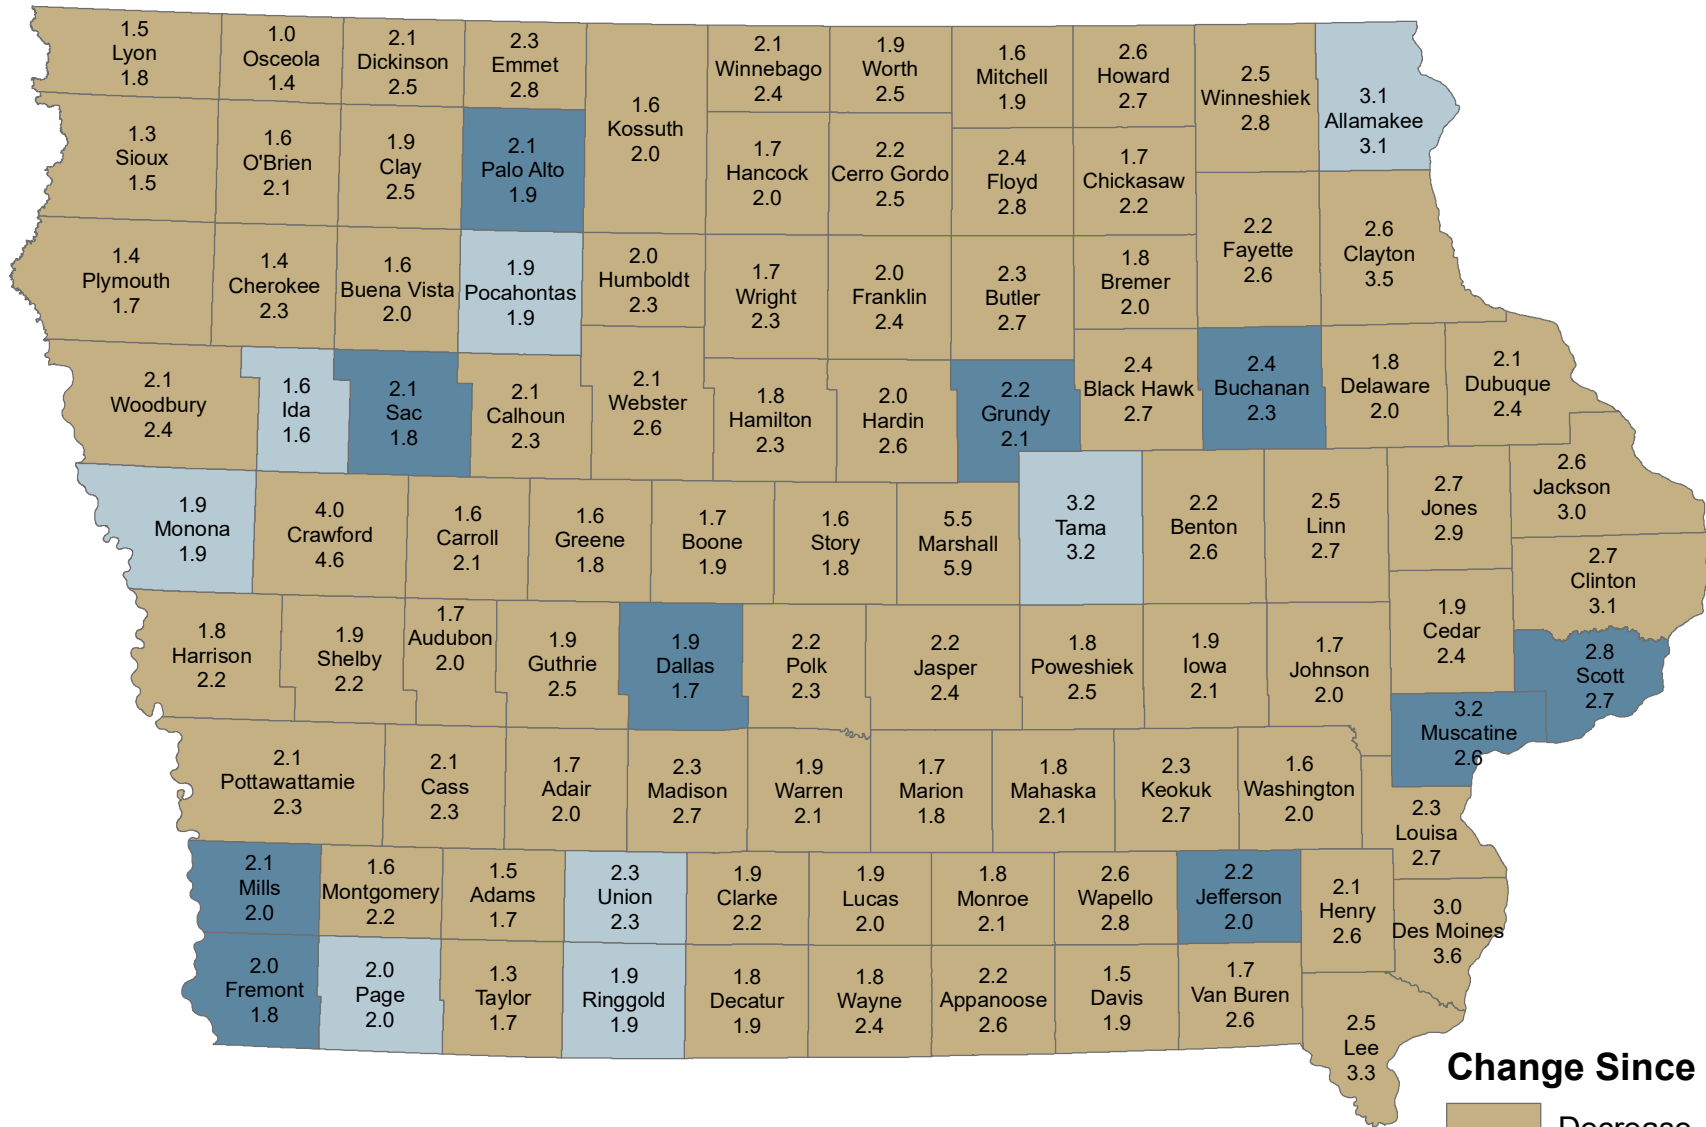 1.5
Lyon
1.8
1.0
Osceola
1.4
2.1
Dickinson
2.5
2.3
Emmet
2.8
1.6
Kossuth
2.0
2.1
Winnebago
2.4
1.9
Worth
2.5
1.6
Mitchell
1.9
2.6
Howard
2.7
2.5
Winneshiek
2.8
3.1
Allamakee
3.1
1.3
Sioux
1.5
1.6
O'Brien
2.1
1.9
Clay
2.5
2.1
Palo Alto
1.9
1.7
Hancock
2.0
2.2
Cerro Gordo
2.5
2.4
Floyd
2.8
1.7
Chickasaw
2.2
2.2
Fayette
2.6
2.6
Clayton
3.5
1.4
Plymouth
1.7
1.4
Cherokee
2.3
1.6
Buena Vista
2.0
1.9
Pocahontas
1.9
2.0
Humboldt
2.3
1.7
Wright
2.3
2.0
Franklin
2.4
2.3
Butler
2.7
1.8
Bremer
2.0
2.1
Woodbury
2.4
1.6
Ida
1.6
2.1
Sac
1.8
2.1
Calhoun
2.3
2.1
Webster
2.6
1.8
Hamilton
2.3
2.0
Hardin
2.6
2.2
Grundy
2.1
2.4
Black Hawk
2.7
2.4
Buchanan
2.3
1.8
Delaware
2.0
2.1
Dubuque
2.4
1.9
Monona
1.9
4.0
Crawford
4.6
1.6
Carroll
2.1
1.6
Greene
1.8
1.7
Boone
1.9
1.6
Story
1.8
5.5
Marshall
5.9
3.2
Tama
3.2
2.2
Benton
2.6
2.5
Linn
2.7
2.7
Jones
2.9
2.6
Jackson
3.0
2.7
Clinton
3.1
1.8
Harrison
2.2
1.9
Shelby
2.2
1.7
Audubon
2.0
1.9
Guthrie
2.5
1.9
Dallas
1.7
2.2
Polk
2.3
2.2
Jasper
2.4
1.8
Poweshiek
2.5
1.9
Iowa
2.1
1.7
Johnson
2.0
1.9
Cedar
2.4
2.8
Scott
2.7
3.2
Muscatine
2.6
2.1
Pottawattamie
2.3
2.1
Cass
2.3
1.7
Adair
2.0
2.3
Madison
2.7
1.9
Warren
2.1
1.7
Marion
1.8
1.8
Mahaska
2.1
2.3
Keokuk
2.7
1.6
Washington
2.0
2.3
Louisa
2.7
2.1
Mills
2.0
1.6
Montgomery
2.2
1.5
Adams
1.7
2.3
Union
2.3
1.9
Clarke
2.2
1.9
Lucas
2.0
1.8
Monroe
2.1
2.6
Wapello
2.8
2.2
Jefferson
2.0
2.1
Henry
2.6
3.0
Des Moines
3.6
2.0
Fremont
1.8
2.0
Page
2.0
1.3
Taylor
1.7
1.9
Ringgold
1.9
1.8
Decatur
1.9
1.8
Wayne
2.4
2.2
Appanoose
2.6
1.5
Davis
1.9
1.7
Van Buren
2.6
2.5
Lee
3.3
Change Since
Decrease